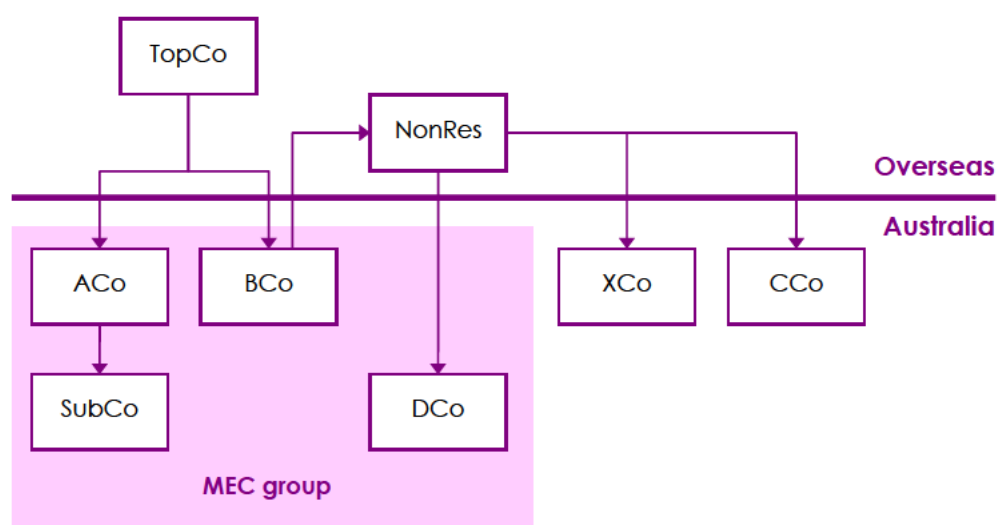 TopCo
NonRes
Overseas
Australia
ACo
BCo
XCo
CCo
SubCo
DCo
MEC group